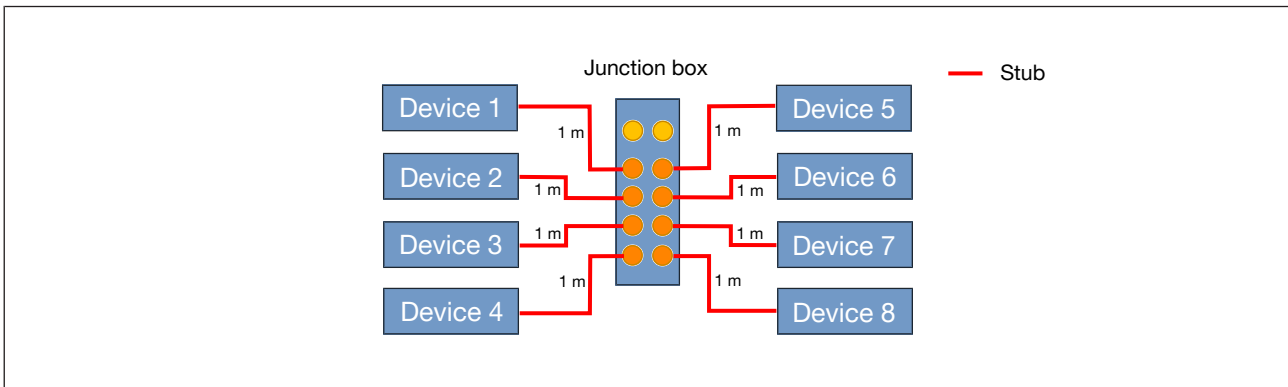 Junction box
Stub
Device 1
Device 5
1 m
1 m
Device 2
Device 6
1 m
1 m
Device 3
Device 7
1 m
1 m
Device 4
Device 8
1 m
1 m